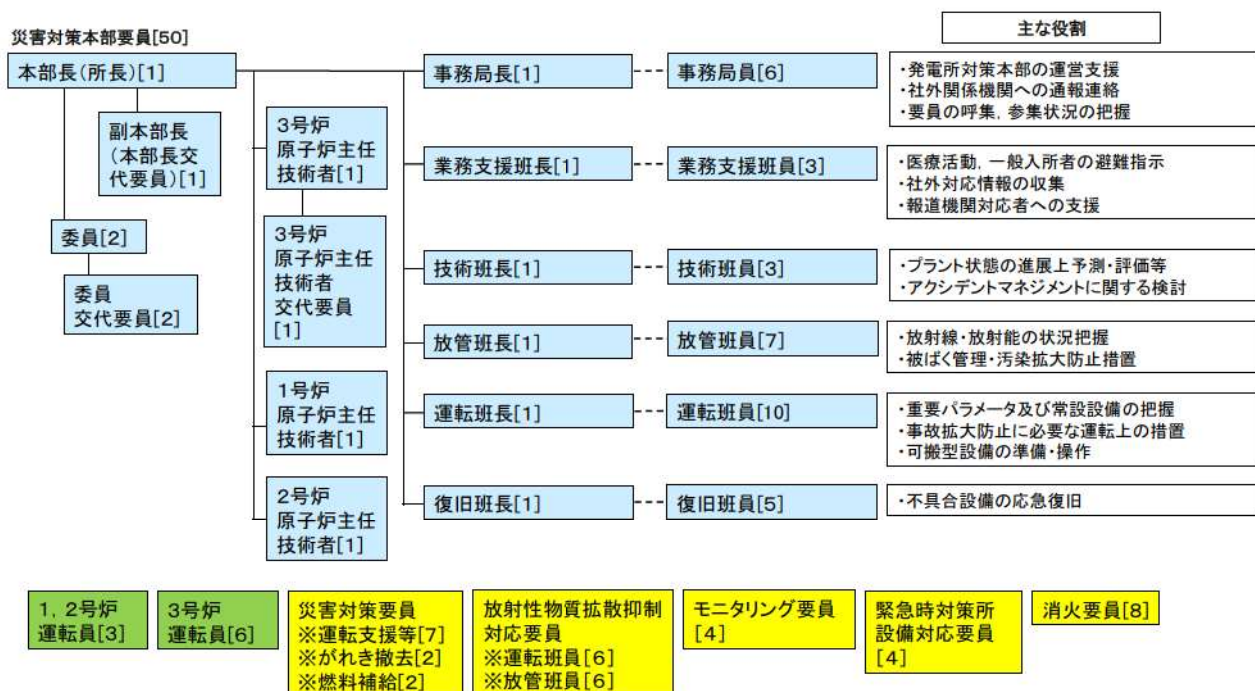 災害対策本部要員[50]
主な役割
本部長(所長)[1]
副本部長
(本部長交
代要員)[1]
委員[2]
委員
交代要員[2]
3号炉
原子炉主任
技術者[1]
3号炉
原子炉主任
技術者
交代要員
[1]
1号炉
原子炉主任
技術者[1]
2号炉
原子炉主任
技術者[1]
事務局長[1]
事務局員[6]
・発電所対策本部の運営支援
・社外関係機関への通報連絡
・要員の呼集，参集状況の把握
業務支援班長[1]
業務支援班員[3]
・医療活動，一般入所者の避難指示
・社外対応情報の収集
・報道機関対応者への支援
技術班長[1]
技術班員[3]
・プラント状態の進展上予測・評価等
・アクシデントマネジメントに関する検討
放管班長[1]
放管班員[7]
・放射線・放射能の状況把握
・被ばく管理・汚染拡大防止措置
運転班長[1]
運転班員[10]
・重要パラメータ及び常設設備の把握
・事故拡大防止に必要な運転上の措置
・可搬型設備の準備・操作
復旧班長[1]
復旧班員[5]
・不具合設備の応急復旧
1，2号炉
運転員[3]
3号炉
運転員[6]
災害対策要員
※運転支援等[7]
※がれき撤去[2]
※燃料補給[2]
放射性物質拡散抑制
対応要員
※運転班員[6]
※放管班員[6]
モニタリング要員
[4]
緊急時対策所
設備対応要員
[4]
消火要員[8]